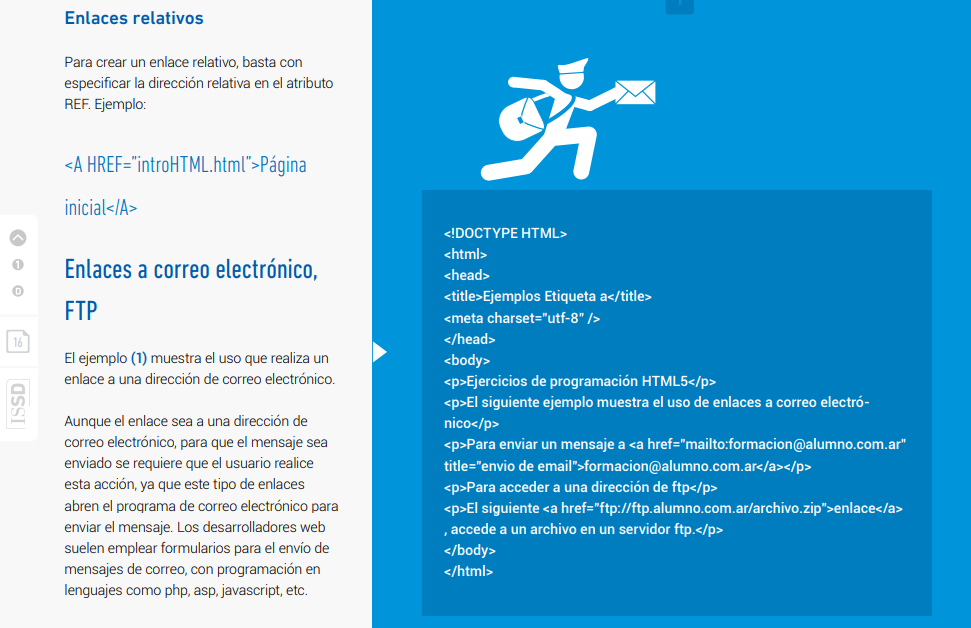 Enlaces relativos
Para crear un enlace relativo, basta con
especificar la dirección relativa en el atributo
REF. Ejemplo:
<A HREF="introHTML.html">Página
inicial</A>
Enlaces a correo electrónico,
FTP
El ejemplo (1) muestra el uso que realiza un
enlace a una dirección de correo electrónico.
Aunque el enlace sea a una dirección de
correo electrónico, para que el mensaje sea
enviado se requiere que el usuario realice
esta acción, ya que este tipo de enlaces
abren el programa de correo electrónico para
enviar el mensaje. Los desarrolladores web
suelen emplear formularios para el envío de
mensajes de correo, con programación en
lenguajes como php, asp, javascript, etc.
1
D
16
ISSD
1
<!DOCTYPE HTML>
<html>
<head>
<title>Ejemplos Etiqueta a</title>
<meta charset="utf-8" />
</head>
<body>
<p>Ejercicios de programación HTML5</p>
<p>El siguiente ejemplo muestra el uso de enlaces a correo electró-
nico</p>
<p>Para enviar un mensaje a <a href="mailto:formacion@alumno.com.ar"
title="envio de email">formacion@alumno.com.ar</a></p>
<p>Para acceder a una dirección de ftp</p>
<p>El siguiente <a href="ftp://ftp.alumno.com.ar/archivo.zip">enlace</a>
, accede a un archivo en un servidor ftp.</p>
</body>
</html>